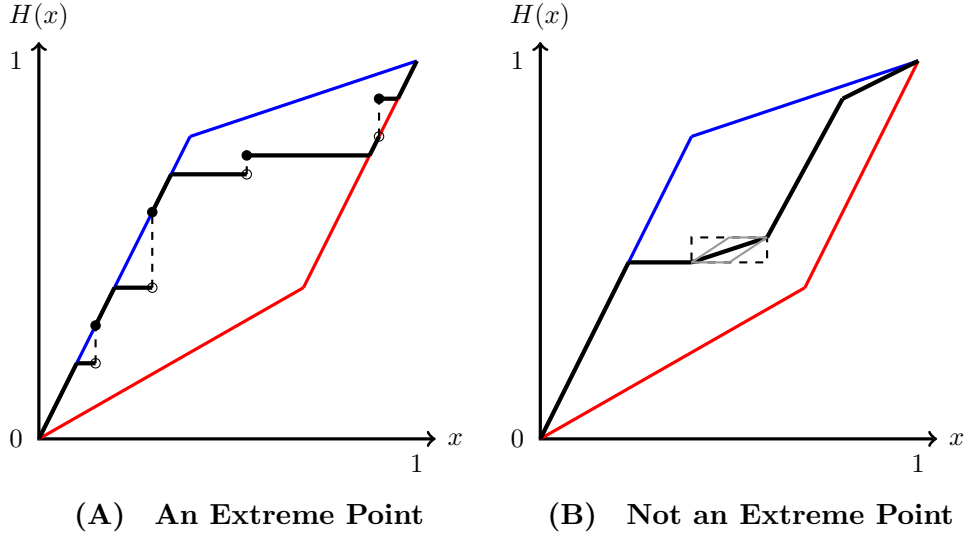 H(x)
1
0
x
1
(A) An Extreme Point
H(x)
1
0
x
1
(B) Not an Extreme Point